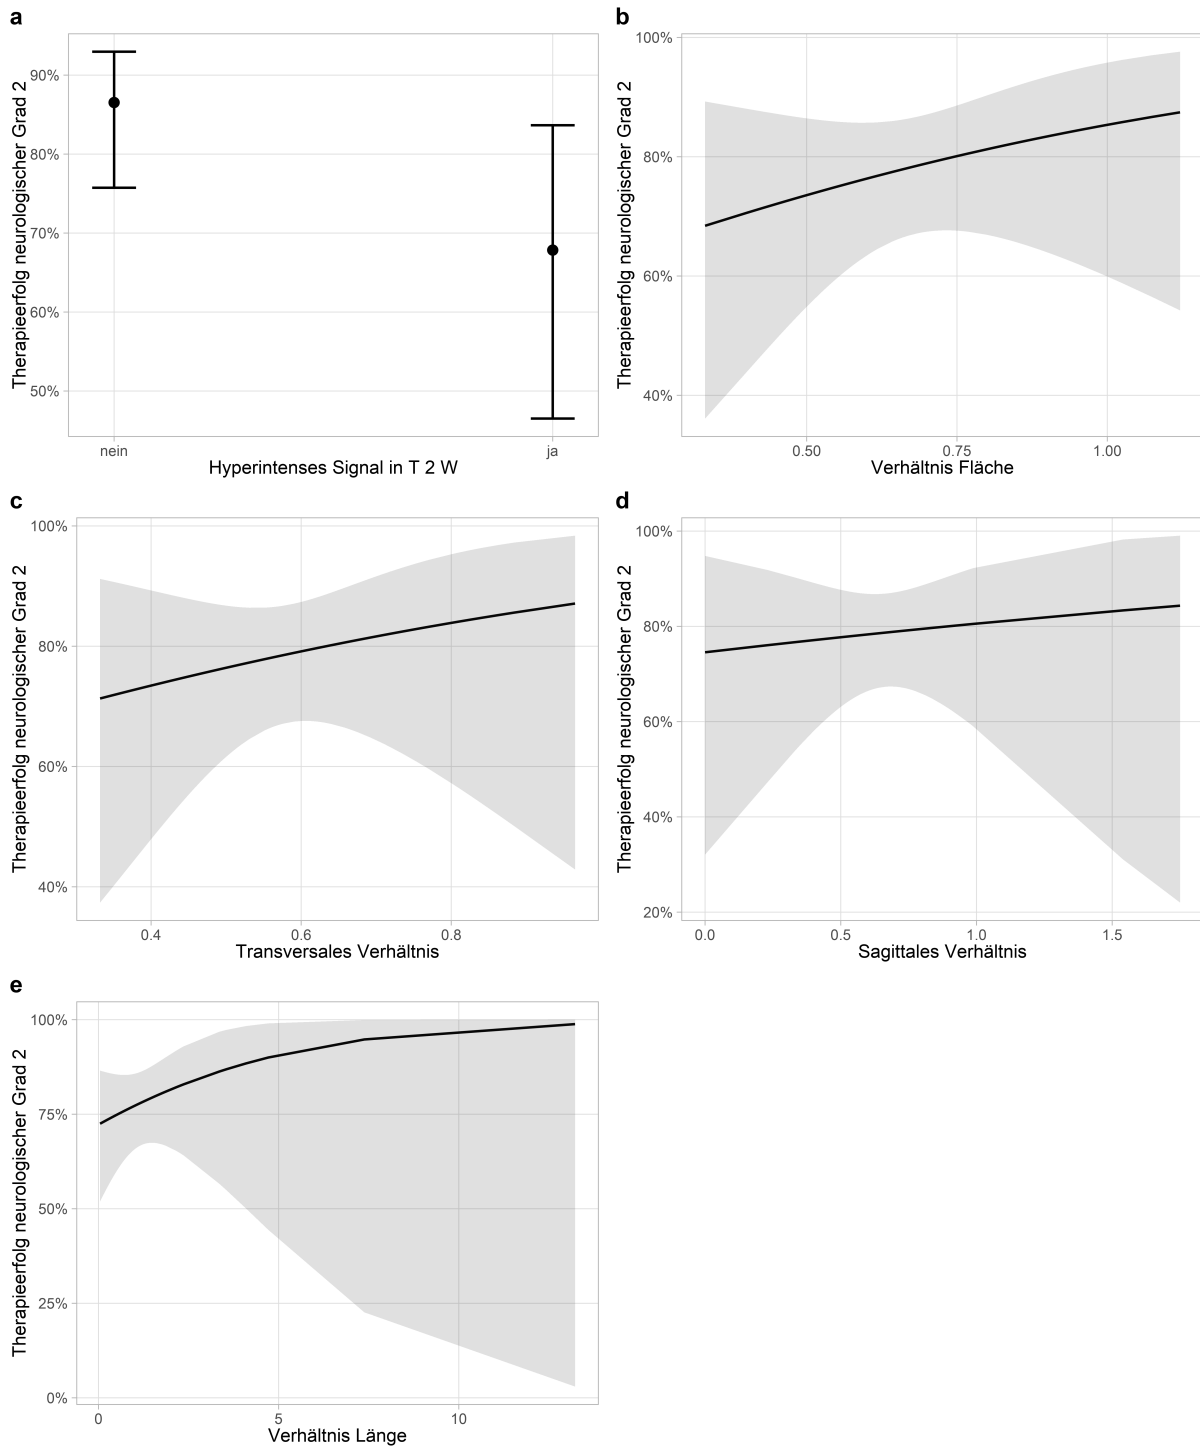 a
Therapieerfolg neurologischer Grad 2
90%
80%
70%
60%
50%
nein
ja
Hyperintenses Signal in T 2 W
b
Therapieerfolg neurologischer Grad 2
100%
80%
60%
40%
0.50
0.75
1.00
Verhältnis Fläche
c
Therapieerfolg neurologischer Grad 2
100%
80%
60%
40%
0.4
0.6
0.8
Transversales Verhältnis
d
Therapieerfolg neurologischer Grad 2
100%
80%
60%
40%
20%
0.0
0.5
1.0
1.5
Sagittales Verhältnis
e
Therapieerfolg neurologischer Grad 2
100%
75%
50%
25%
0%
0
5
10
Verhältnis Länge